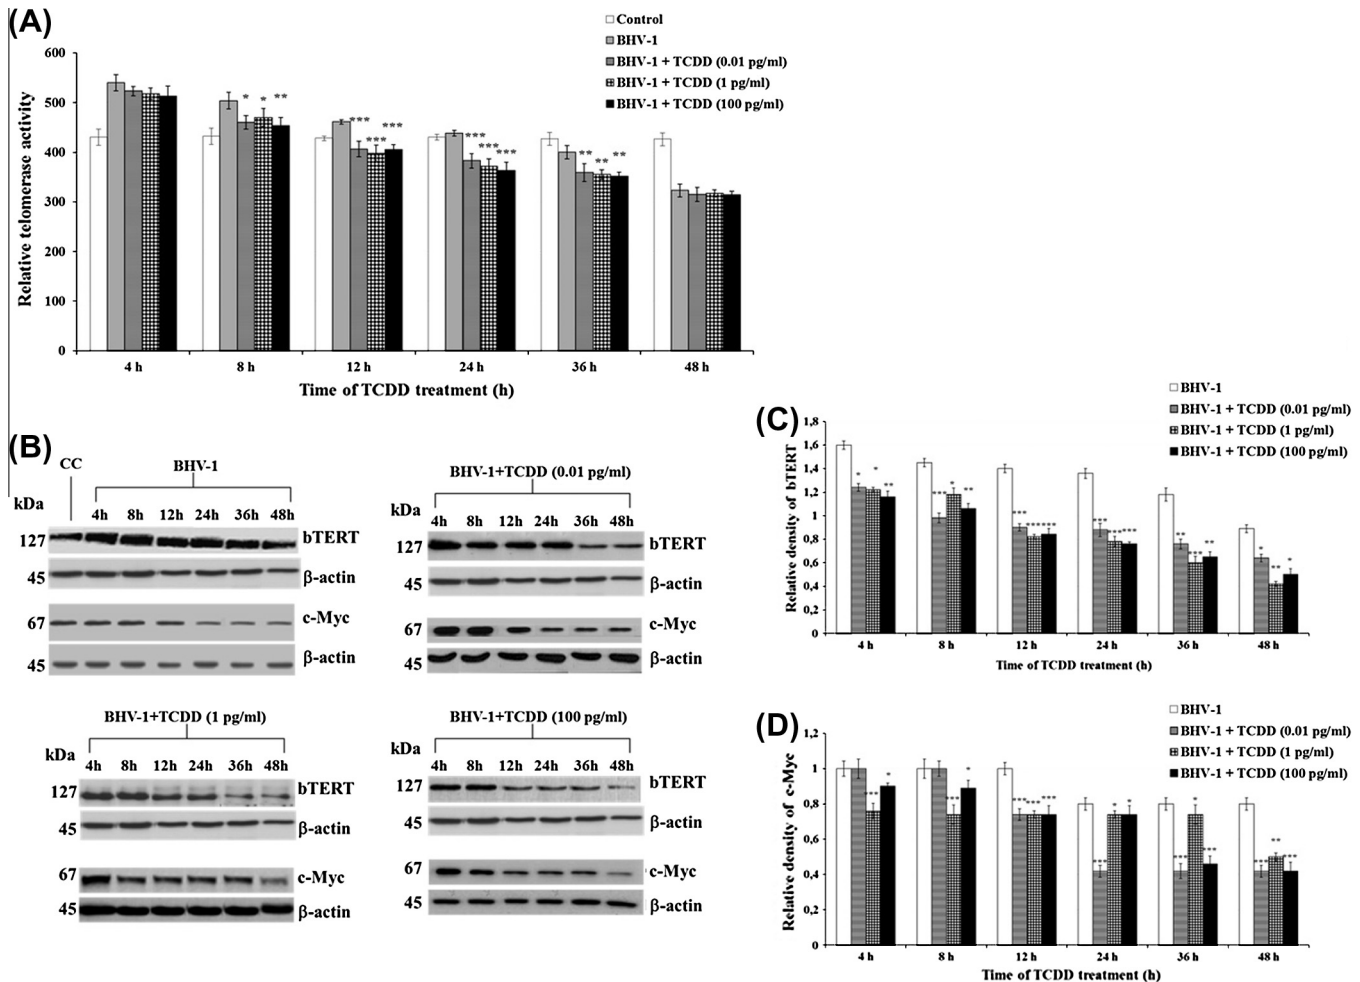 (A)
Control
BHV-1
BHV-1 + TCDD (0.01 pg/ml)
BHV-1 + TCDD (1 pg/ml)
BHV-1 + TCDD (100 pg/ml)
Relative telomerase activity
600
500
400
300
200
100
0
* * **
*** *** ***
*** *** ***
** ** **
4 h 8 h 12 h 24 h 36 h 48 h
Time of TCDD treatment (h)
(B)
CC BHV-1
kDa 4h 8h 12h 24h 36h 48h
127 bTERT
45 β-actin
67 c-Myc
45 β-actin
BHV-1+TCDD (0.01 pg/ml)
kDa 4h 8h 12h 24h 36h 48h
127 bTERT
45 β-actin
67 c-Myc
45 β-actin
BHV-1+TCDD (1 pg/ml)
kDa 4h 8h 12h 24h 36h 48h
127 bTERT
45 β-actin
67 c-Myc
45 β-actin
BHV-1+TCDD (100 pg/ml)
kDa 4h 8h 12h 24h 36h 48h
127 bTERT
45 β-actin
67 c-Myc
45 β-actin
(C)
BHV-1
BHV-1 + TCDD (0.01 pg/ml)
BHV-1 + TCDD (1 pg/ml)
BHV-1 + TCDD (100 pg/ml)
Relative density of bTERT
1,8
1,6
1,4
1,2
1
0,8
0,6
0,4
0,2
0
* * **
*** * **
*** ******
*** *** ***
** *** **
* ** *
4 h 8 h 12 h 24 h 36 h 48 h
Time of TCDD treatment (h)
(D)
BHV-1
BHV-1 + TCDD (0.01 pg/ml)
BHV-1 + TCDD (1 pg/ml)
BHV-1 + TCDD (100 pg/ml)
Relative density of c-Myc
1,2
1
0,8
0,6
0,4
0,2
0
*** *
*** *
*** *** ***
*** * *
*** * ***
*** ** ***
4 h 8 h 12 h 24 h 36 h 48 h
Time of TCDD treatment (h)